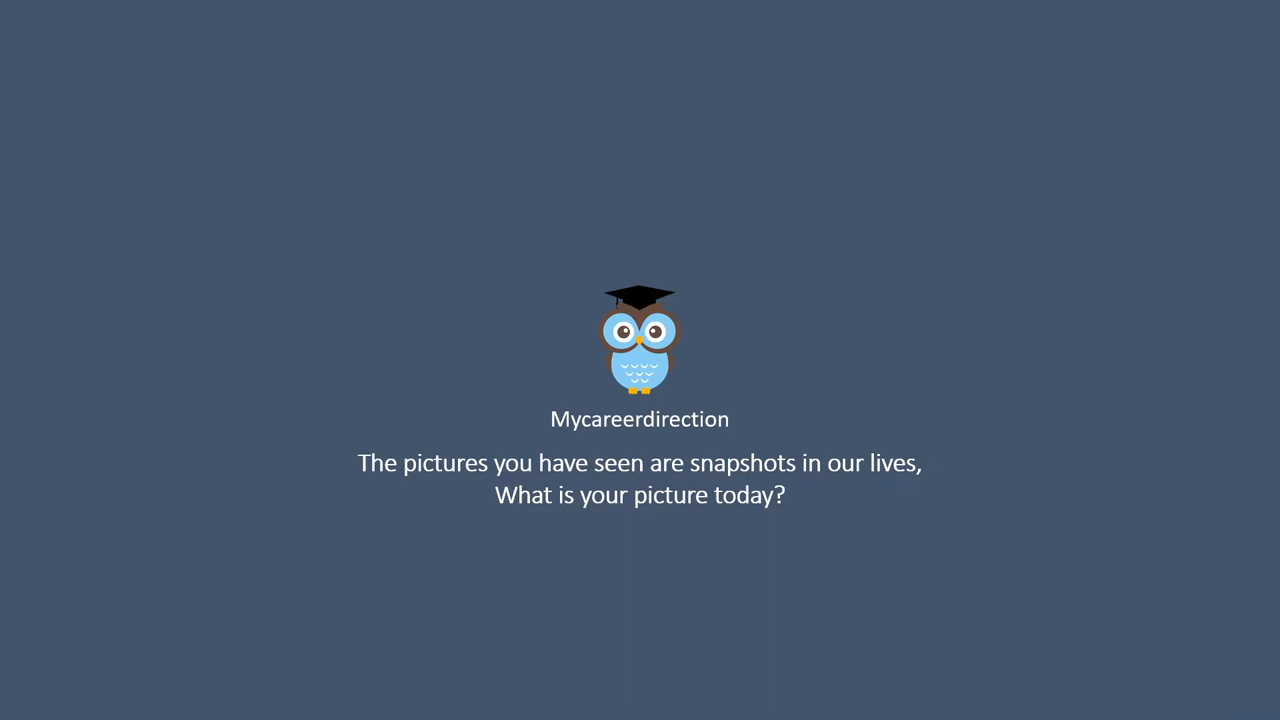 Mycareerdirection
The pictures you have seen are snapshots in our lives,
What is your picture today?